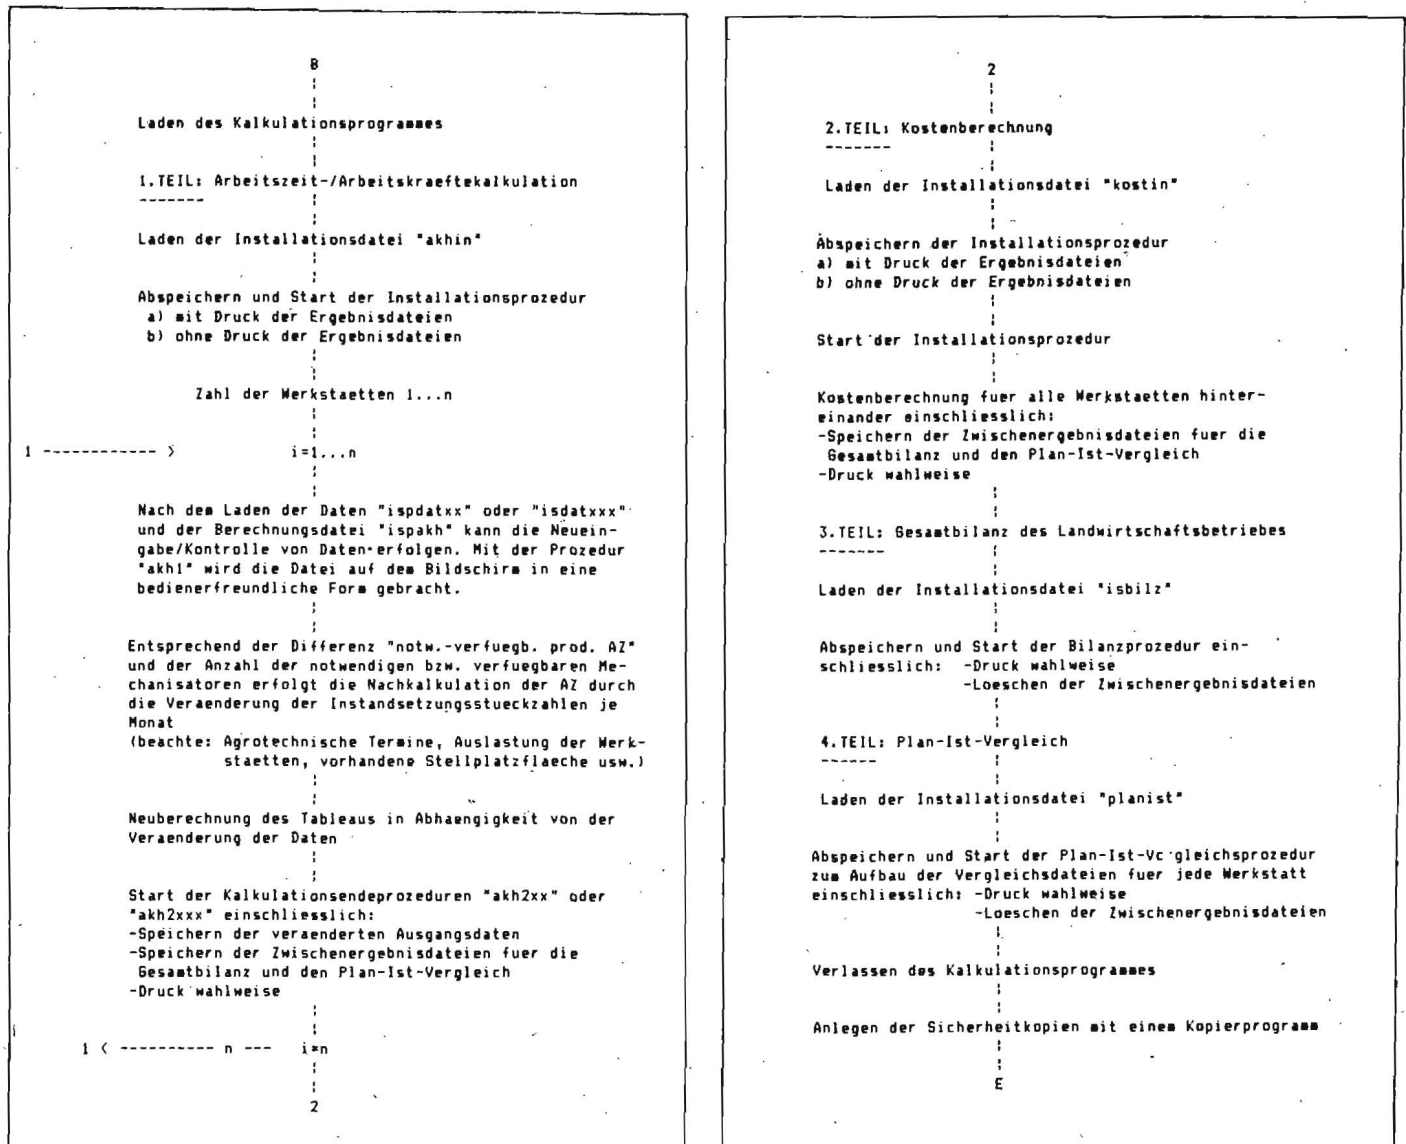 B
Laden des Kalkulationsprogrammes
1.TEIL: Arbeitszeit-/Arbeitskraeftekalkulation
-------
Laden der Installationsdatei "akhin"
Abspeichern und Start der Installationsprozedur
a) mit Druck der Ergebnisdateien
b) ohne Druck der Ergebnisdateien
Zahl der Werkstaetten 1...n
1 ------------ > i=1...n
Nach dem Laden der Daten "ispdatxx" oder "isdatxxx"
und der Berechnungsdatei "ispakh" kann die Neuein-
gabe/Kontrolle von Daten erfolgen. Mit der Prozedur
"akh1" wird die Datei auf dem Bildschirm in eine
bedienerfreundliche Form gebracht.
Entsprechend der Differenz "notw.-verfuegb. prod. AZ"
und der Anzahl der notwendigen bzw. verfuegbaren Me-
chanisatoren erfolgt die Nachkalkulation der AZ durch
die Veraenderung der Instandsetzungsstueckzahlen je
Monat
(beachte: Agrotechnische Termine, Auslastung der Werk-
staetten, vorhandene Stellplatzflaeche usw.)
Neuberechnung des Tableaus in Abhaengigkeit von der
Veraenderung der Daten
Start der Kalkulationsendeprozeduren "akh2xx" oder
"akh2xxx" einschliesslich:
-Speichern der veraenderten Ausgangsdaten
-Speichern der Zwischenergebnisdateien fuer die
Gesamtbilanz und den Plan-Ist-Vergleich
-Druck wahlweise
1 < ---------- n --- i=n
2
2
2.TEIL: Kostenberechnung
-------
Laden der Installationsdatei "kostin"
Abspeichern der Installationsprozedur
a) mit Druck der Ergebnisdateien
b) ohne Druck der Ergebnisdateien
Start der Installationsprozedur
Kostenberechnung fuer alle Werkstaetten hinter-
einander einschliesslich:
-Speichern der Zwischenergebnisdateien fuer die
Gesamtbilanz und den Plan-Ist-Vergleich
-Druck wahlweise
3.TEIL: Gesamtbilanz des Landwirtschaftsbetriebes
-------
Laden der Installationsdatei "isbilz"
Abspeichern und Start der Bilanzprozedur ein-
schliesslich: -Druck wahlweise
-Loeschen der Zwischenergebnisdateien
4.TEIL: Plan-Ist-Vergleich
------
Laden der Installationsdatei "planist"
Abspeichern und Start der Plan-Ist-Vc gleichsprozedur
zum Aufbau der Vergleichsdateien fuer jede Werkstatt
einschliesslich: -Druck wahlweise
-Loeschen der Zwischenergebnisdateien
Verlassen des Kalkulationsprogrammes
Anlegen der Sicherheitkopien mit einem Kopierprogramm
E